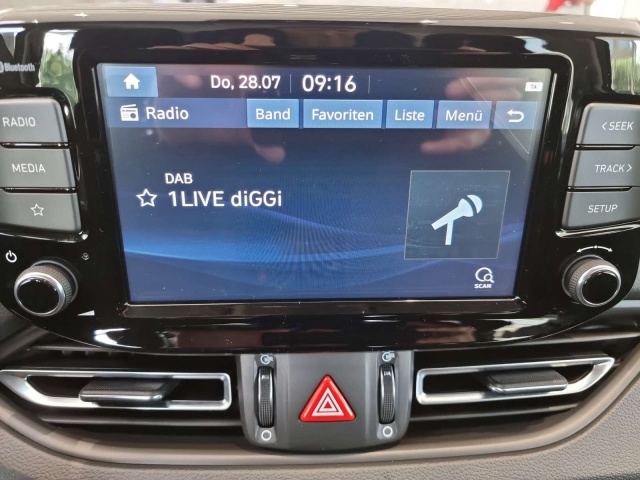 Bluetooth
Do, 28.07 09:16
RADIO
Radio Band Favoriten Liste Menü
< SEEK
MEDIA
TRACK >
DAB
☆ 1LIVE diGGi
SETUP
SCAN